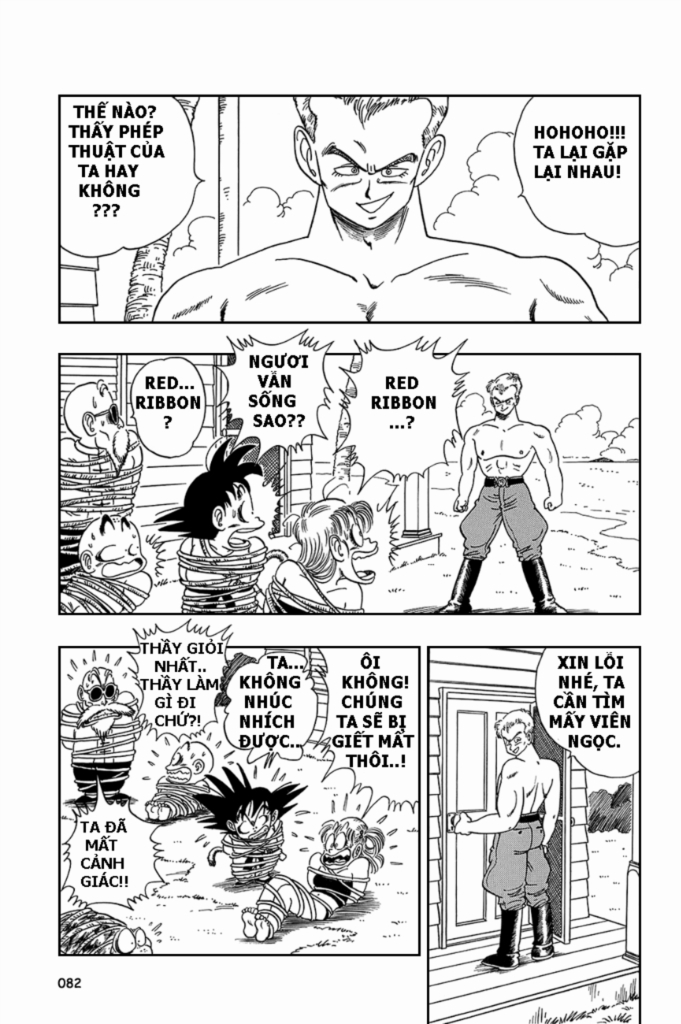 HOHOHO!!!
TA LẠI GẶP
LẠI NHAU!
THẾ NÀO?
THẤY PHÉP
THUẬT CỦA
TA HAY
KHÔNG
???
RED
RIBBON
...?
NGƯƠI
VẪN
SỐNG
SAO??
RED...
RIBBON
?
XIN LỖI
NHÉ, TA
CẦN TÌM
MẤY VIÊN
NGỌC.
ÔI
KHÔNG!
CHÚNG
TA SẼ BỊ
GIẾT MẤT
THÔI..!
TA...
KHÔNG
NHÚC
NHÍCH
ĐƯỢC...
THẦY GIỎI
NHẤT..
THẦY LÀM
GÌ ĐI
CHỨ?!
TA ĐÃ
MẤT
CẢNH
GIÁC!!
082